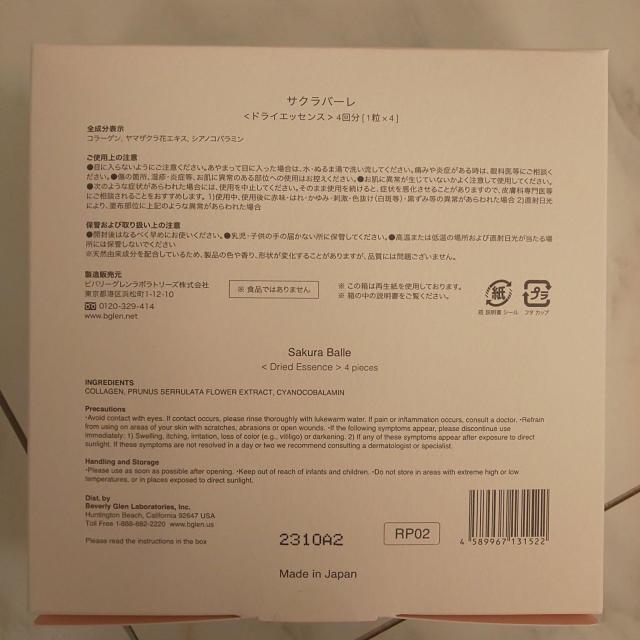 サクラバーレ
＜ドライエッセンス＞4回分[1粒×4]
全成分表示
コラーゲン、ヤマザクラ花エキス、シアノコバラミン
ご使用上の注意
●目に入らないようにご注意ください。あやまって目に入った場合は、水・ぬるま湯で洗い流してください。痛みや炎症がある時は、眼科医等にご相談ください。●傷の箇所、湿疹・炎症等、お肌に異常のある部位への使用はお控えください。●お肌に異常が生じていないかよく注意して使用してください。●次のような症状があらわれた場合には、使用を中止してください。そのまま使用を続けると、症状を悪化させることがありますので、皮膚科専門医等にご相談されることをおすすめします。1)使用中、使用後に赤味・はれ・かゆみ・刺激・色抜け(白斑等)・黒ずみ等の異常があらわれた場合 2)直射日光により、塗布部位に上記のような異常があらわれた場合
保管および取り扱い上の注意
●開封後はなるべく早めにお使いください。●乳児・子供の手の届かない所に保管してください。●高温または低温の場所および直射日光が当たる場所には保管しないでください
※天然由来成分を配合しているため、製品の色や香り、形状が変化することがありますが、品質には問題ございません。
製造販売元
ビバリーグレンラボラトリーズ株式会社
東京都港区浜松町1-12-10
0120-329-414
www.bglen.net
※ 食品ではありません
※ この箱は再生紙を使用しております。
※ 箱の中の説明書をご覧ください。
紙
箱 説明書 シール
プラ
フタ カップ
Sakura Balle
< Dried Essence > 4 pieces
INGREDIENTS
COLLAGEN, PRUNUS SERRULATA FLOWER EXTRACT, CYANOCOBALAMIN
Precautions
•Avoid contact with eyes. If contact occurs, please rinse thoroughly with lukewarm water. If pain or inflammation occurs, consult a doctor. •Refrain
from using on areas of your skin with scratches, abrasions or open wounds. •If the following symptoms appear, please discontinue use
immediately: 1) Swelling, itching, irritation, loss of color (e.g., vitiligo) or darkening. 2) If any of these symptoms appear after exposure to direct
sunlight. If these symptoms are not resolved in a day or two we recommend consulting a dermatologist or specialist.
Handling and Storage
•Please use as soon as possible after opening. •Keep out of reach of infants and children. •Do not store in areas with extreme high or low
temperatures, or in places exposed to direct sunlight.
Dist. by
Beverly Glen Laboratories, Inc.
Huntington Beach, California 92647 USA
Toll Free 1-888-882-2220 www.bglen.us
Please read the instructions in the box
2310A2
RP02
4 589967 131522
Made in Japan